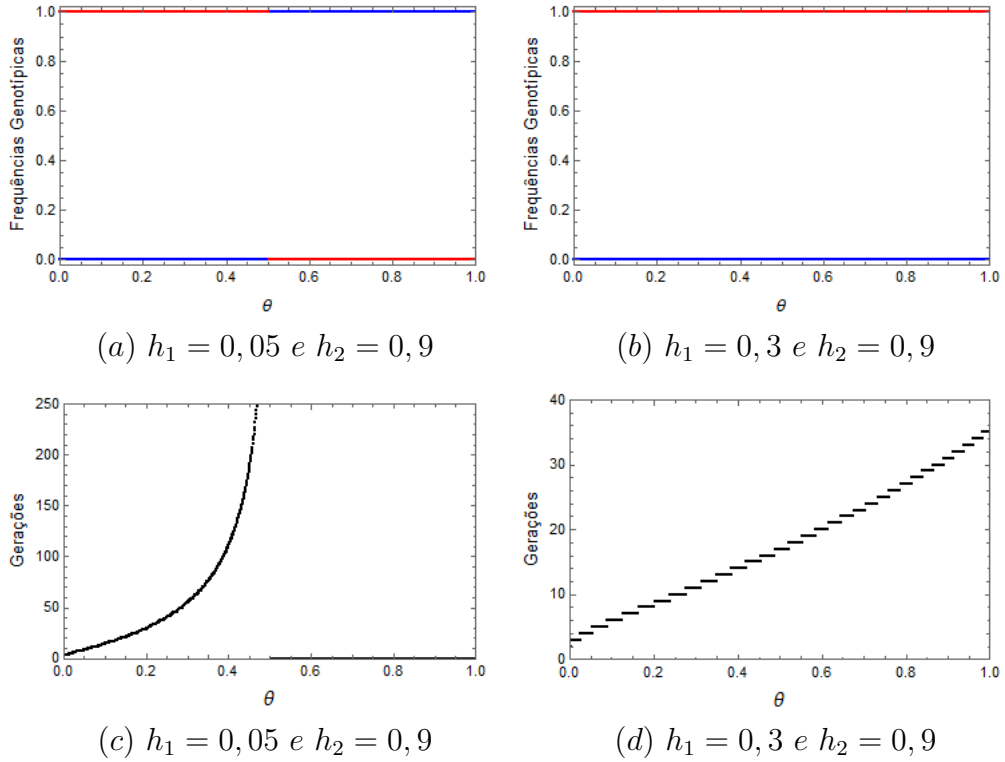 Frequências Genotípicas
1.0
0.8
0.6
0.4
0.2
0.0
0.0 0.2 0.4 0.6 0.8 1.0
θ
(a) h₁ = 0,05 e h₂ = 0,9
Frequências Genotípicas
1.0
0.8
0.6
0.4
0.2
0.0
0.0 0.2 0.4 0.6 0.8 1.0
θ
(b) h₁ = 0,3 e h₂ = 0,9
Gerações
250
200
150
100
50
0
0.0 0.2 0.4 0.6 0.8 1.0
θ
(c) h₁ = 0,05 e h₂ = 0,9
Gerações
40
30
20
10
0
0.0 0.2 0.4 0.6 0.8 1.0
θ
(d) h₁ = 0,3 e h₂ = 0,9